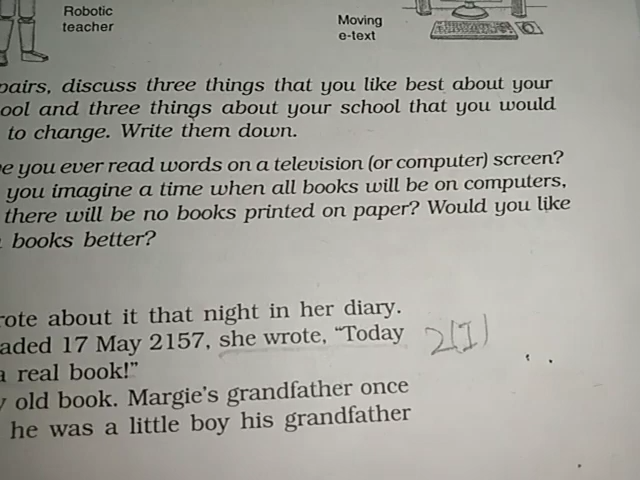 Robotic
teacher
Moving
e-text
pairs, discuss three things that you like best about your
ool and three things about your school that you would
to change. Write them down.
e you ever read words on a television (or computer) screen?
you imagine a time when all books will be on computers,
there will be no books printed on paper? Would you like
books better?
rote about it that night in her diary.
aded 17 May 2157, she wrote, “Today 2(I)
a real book!”
y old book. Margie’s grandfather once
he was a little boy his grandfather